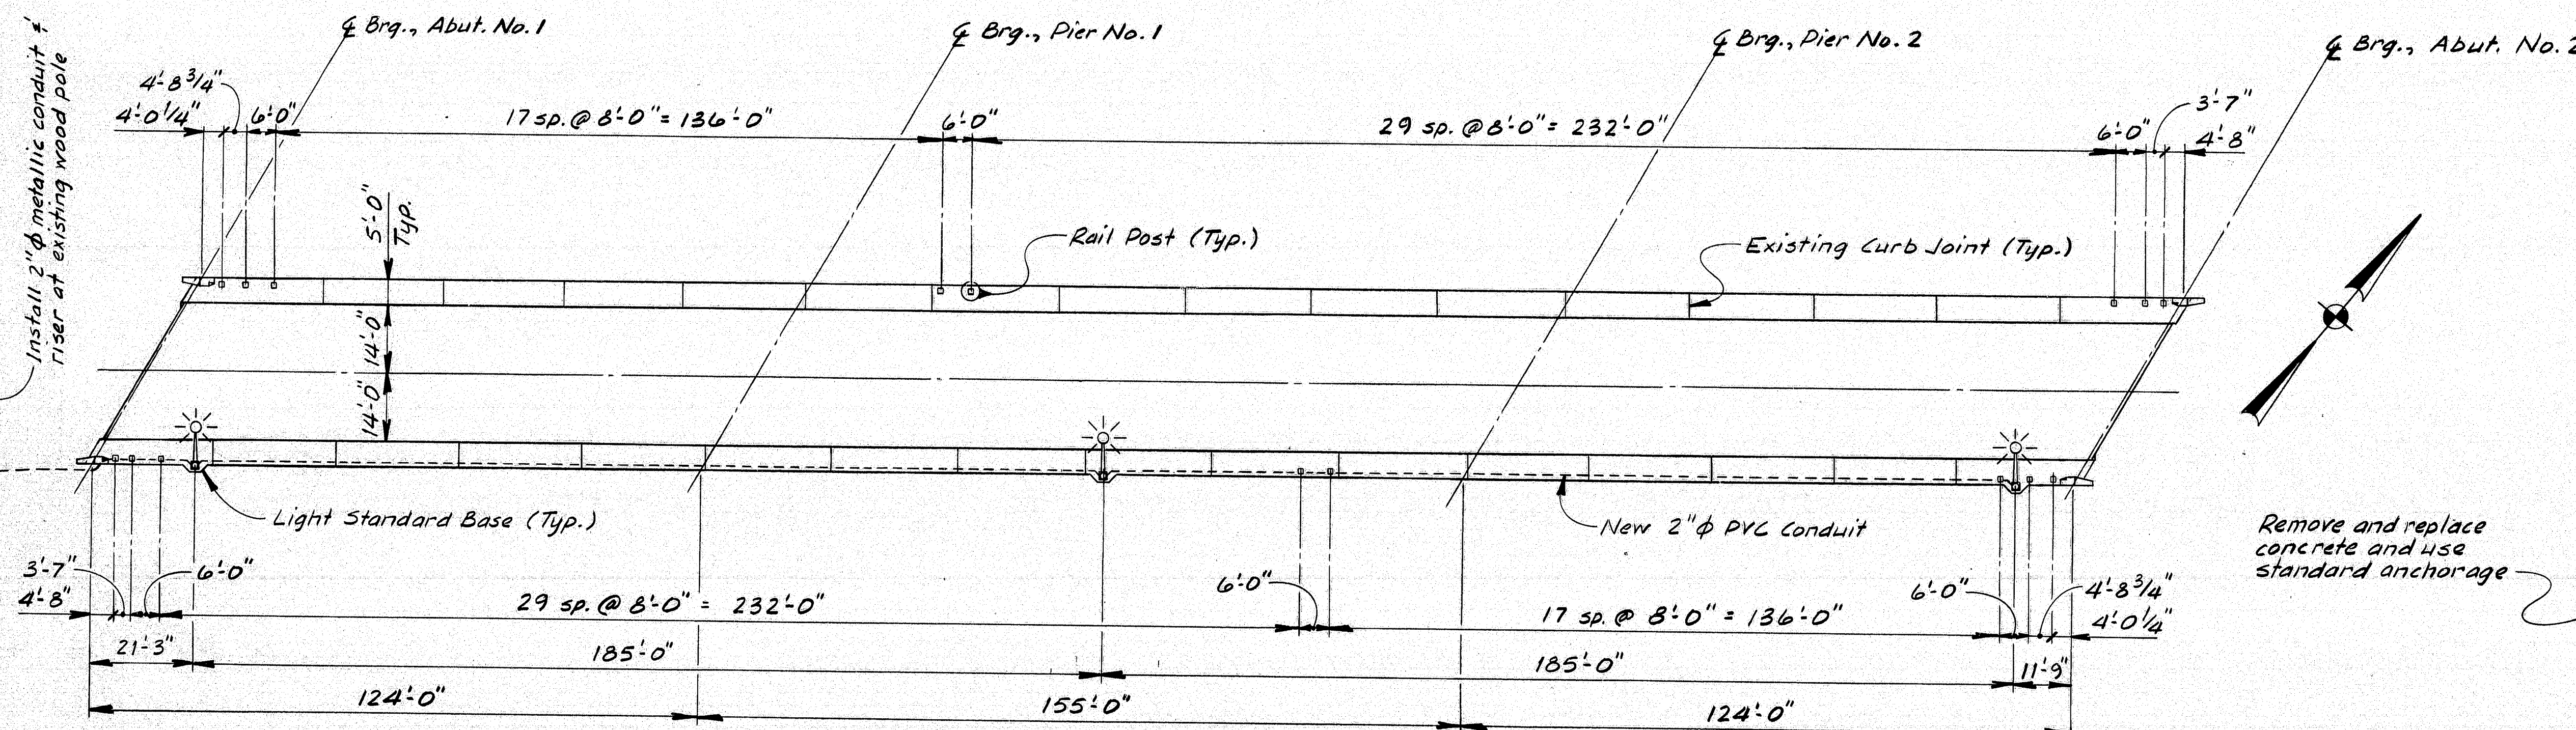 Install 2"φ metallic conduit &
riser at existing wood pole
℄ Brg., Abut. No. 1
℄ Brg., Pier No. 1
℄ Brg., Pier No. 2
℄ Brg., Abut. No. 2
4'-8 3/4"
4'-0 1/4"
6'-0"
17 sp. @ 8'-0" = 136'-0"
6'-0"
29 sp. @ 8'-0" = 232'-0"
6'-0"
3'-7"
4'-8"
5'-0"
Typ.
Rail Post (Typ.)
Existing Curb Joint (Typ.)
14'-0"
14'-0"
Light Standard Base (Typ.)
New 2"φ PVC Conduit
Remove and replace
concrete and use
standard anchorage
3'-7"
4'-8"
6'-0"
29 sp. @ 8'-0" = 232'-0"
6'-0"
17 sp. @ 8'-0" = 136'-0"
6'-0"
4'-8 3/4"
4'-0 1/4"
21'-3"
185'-0"
185'-0"
11'-9"
124'-0"
155'-0"
124'-0"